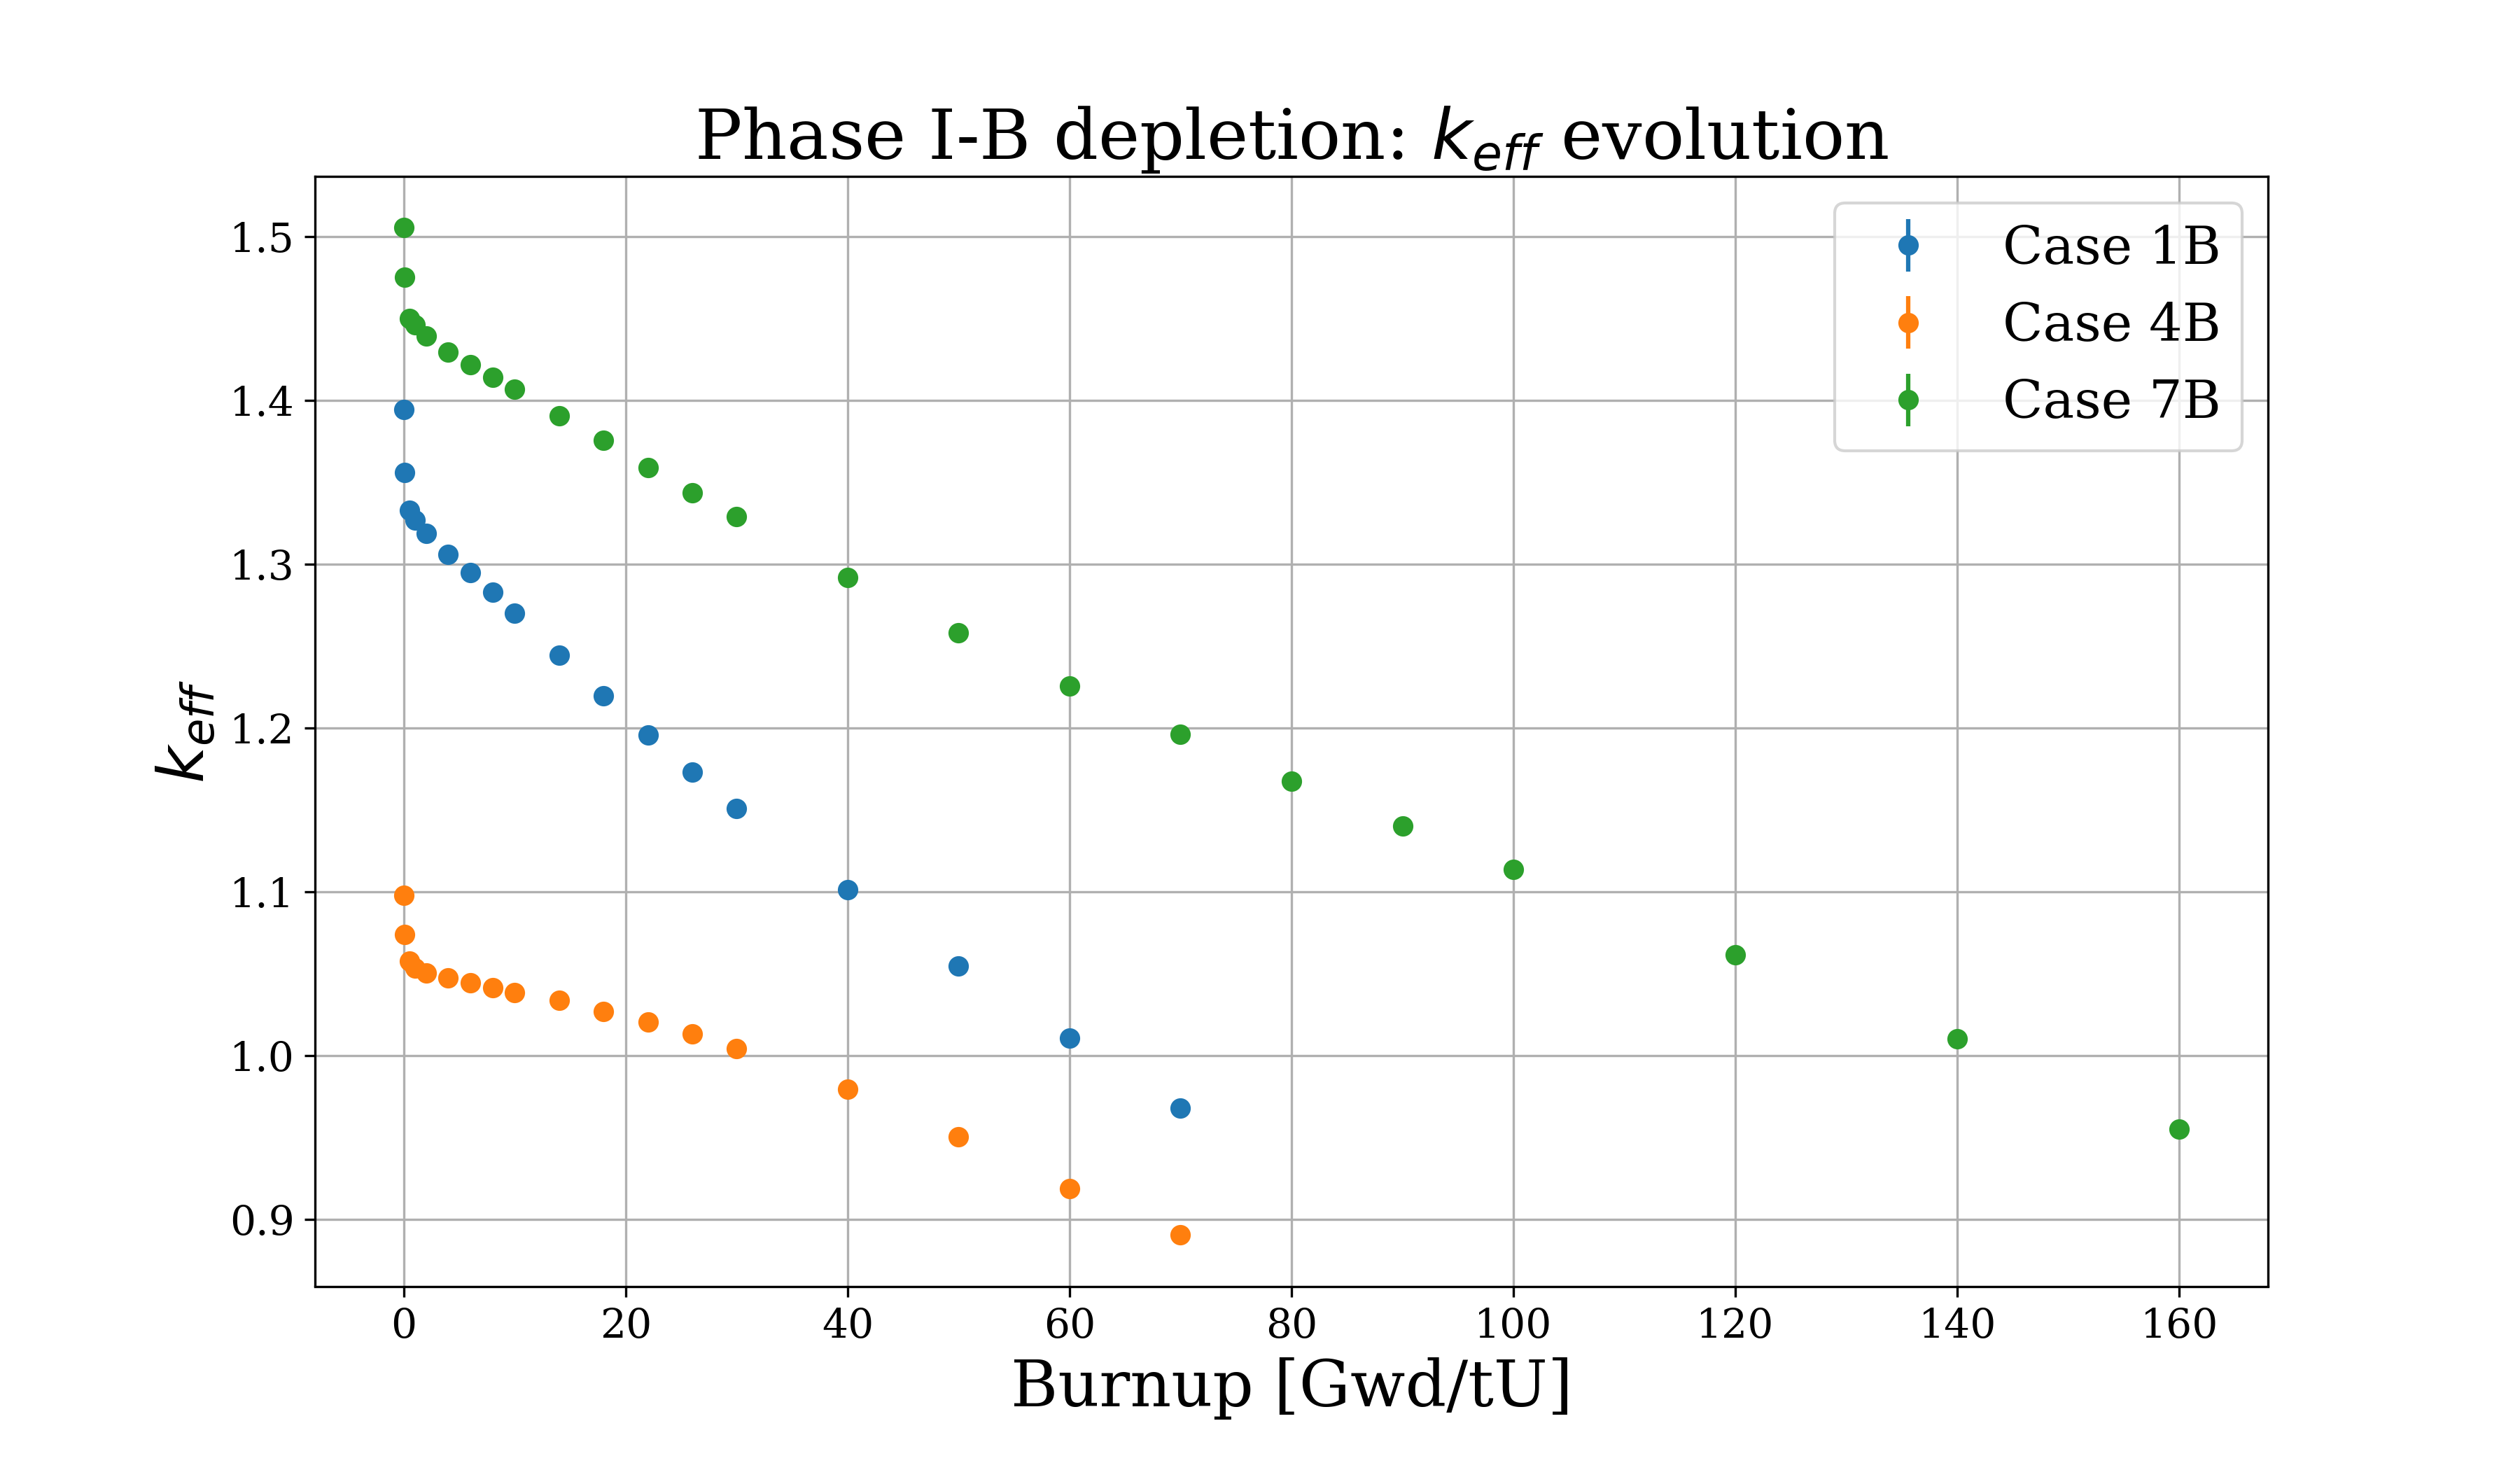 Phase I-B depletion: k_eff evolution
1.5
1.4
1.3
1.2
1.1
1.0
0.9
k_eff
Case 1B
Case 4B
Case 7B
0 20 40 60 80 100 120 140 160
Burnup [Gwd/tU]